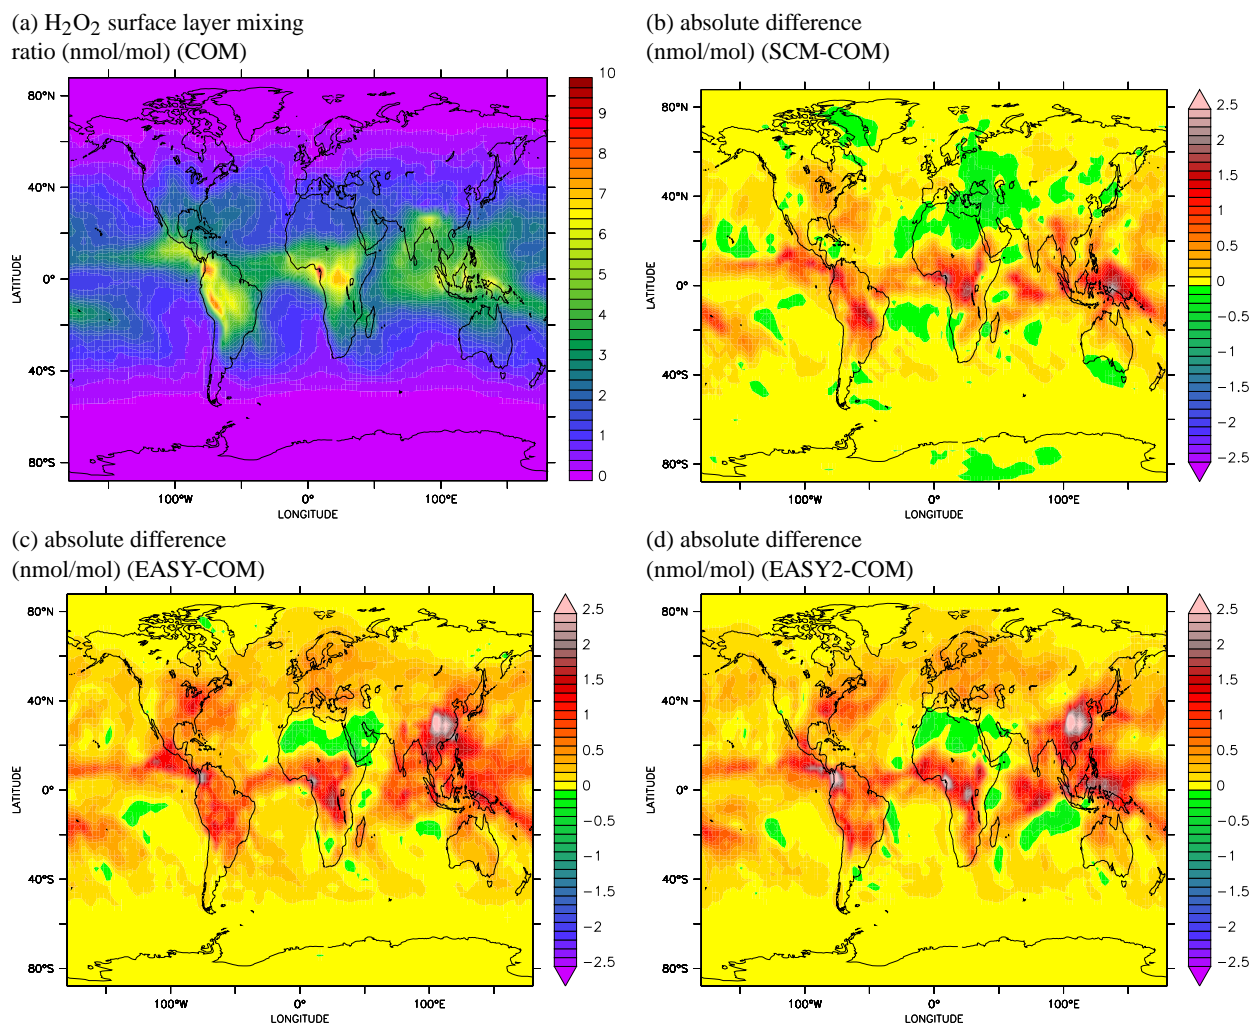 (a) H₂O₂ surface layer mixing
ratio (nmol/mol) (COM)
80°N
40°N
0°
40°S
80°S
LATITUDE
100°W
0°
100°E
LONGITUDE
10
9
8
7
6
5
4
3
2
1
0
(b) absolute difference
(nmol/mol) (SCM-COM)
80°N
40°N
0°
40°S
80°S
LATITUDE
100°W
0°
100°E
LONGITUDE
2.5
2
1.5
1
0.5
0
−0.5
−1
−1.5
−2
−2.5
(c) absolute difference
(nmol/mol) (EASY-COM)
80°N
40°N
0°
40°S
80°S
LATITUDE
100°W
0°
100°E
LONGITUDE
2.5
2
1.5
1
0.5
0
−0.5
−1
−1.5
−2
−2.5
(d) absolute difference
(nmol/mol) (EASY2-COM)
80°N
40°N
0°
40°S
80°S
LATITUDE
100°W
0°
100°E
LONGITUDE
2.5
2
1.5
1
0.5
0
−0.5
−1
−1.5
−2
−2.5